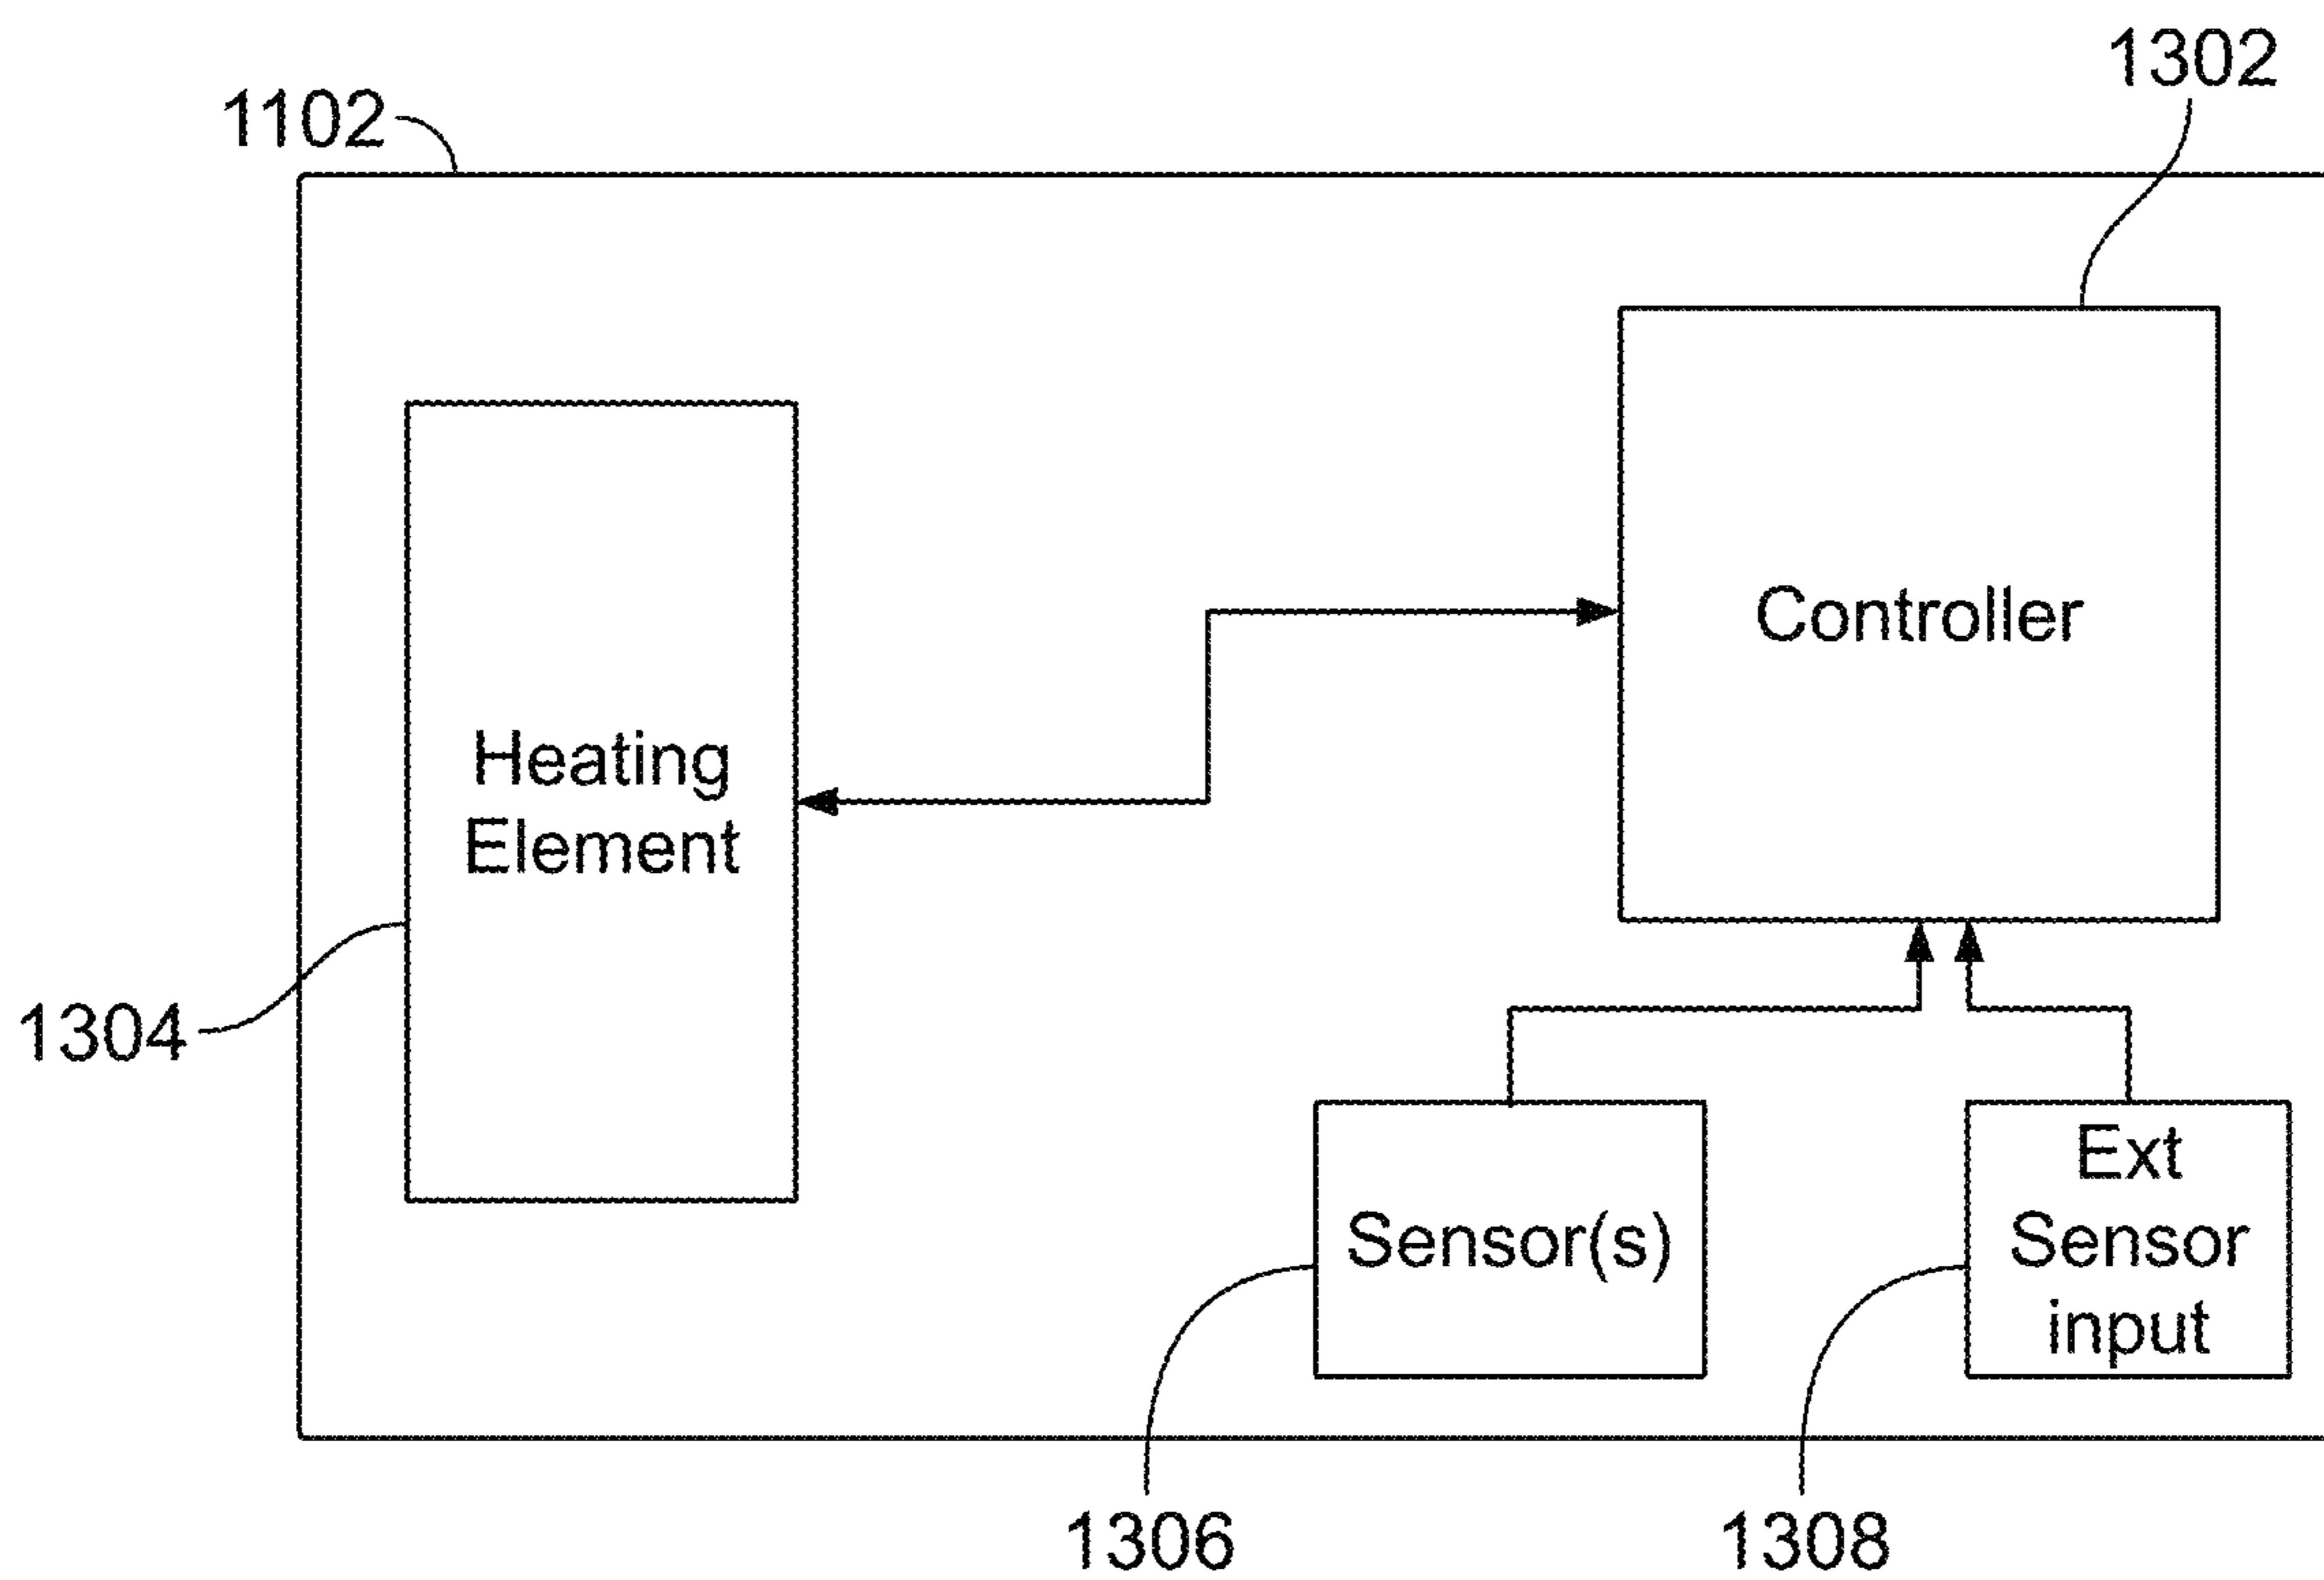 1302
1102
Controller
Heating
Element
1304
Sensor(s)
Ext
Sensor
input
1306
1308